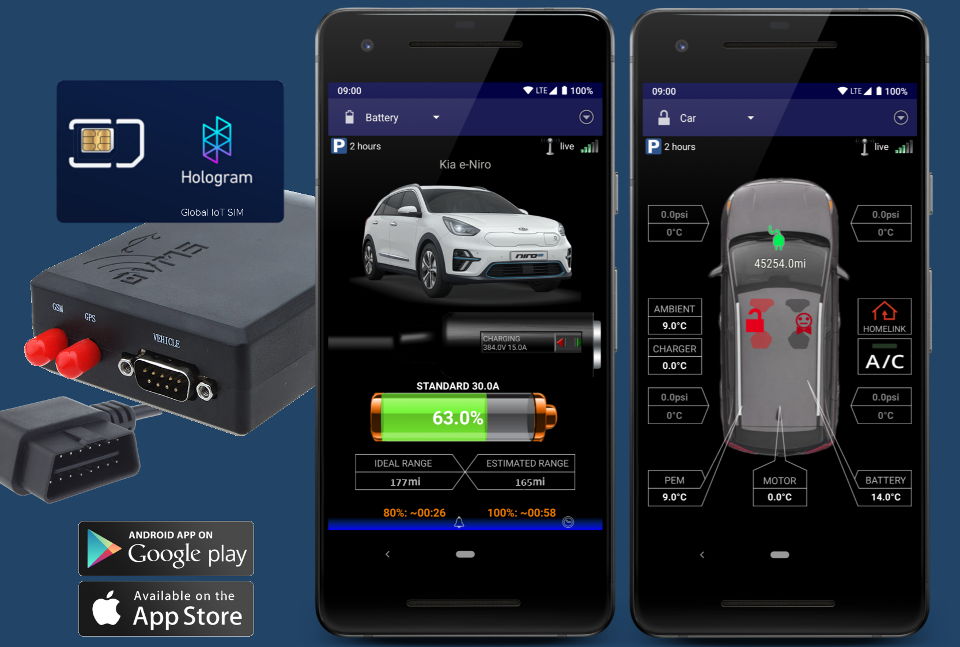 Hologram
Global IoT SIM
OVMS
GSM
GPS
VEHICLE
ANDROID APP ON
Google play
Available on the
App Store
09:00
LTE
100%
Battery
P 2 hours
live
Kia e-Niro
NIRO
CHARGING
384.0V 15.0A
STANDARD 30.0A
63.0%
IDEAL RANGE
ESTIMATED RANGE
177mi
165mi
80%: ~00:26
100%: ~00:58
09:00
LTE
100%
Car
P 2 hours
live
0.0psi
0°C
0.0psi
0°C
45254.0mi
AMBIENT
9.0°C
CHARGER
0.0°C
HOMELINK
A/C
0.0psi
0°C
0.0psi
0°C
PEM
9.0°C
MOTOR
0.0°C
BATTERY
14.0°C